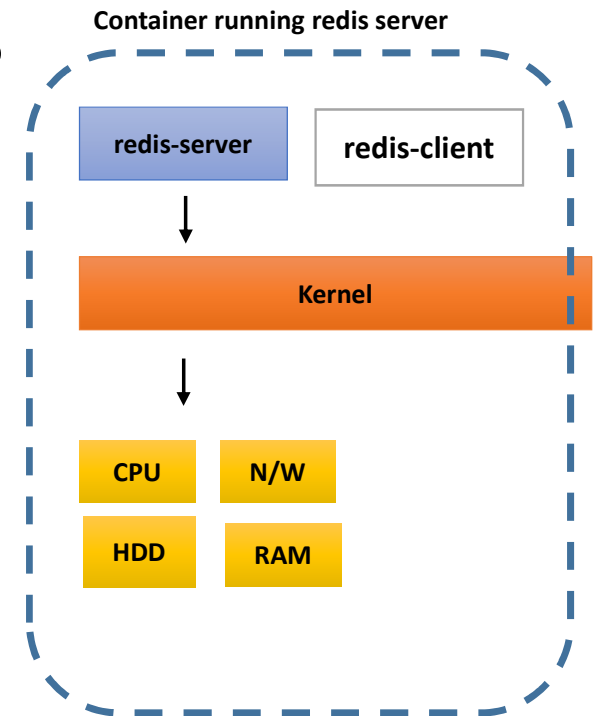 Container running redis server
redis-server
redis-client
Kernel
CPU
N/W
HDD
RAM